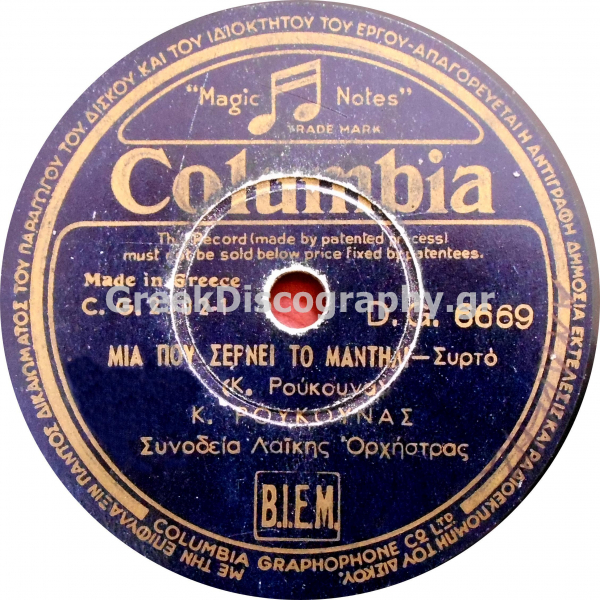 ΜΕ ΤΗΝ ΕΠΙΦΥΛΑΞΙΝ ΠΑΝΤΟΣ ΔΙΚΑΙΩΜΑΤΟΣ ΤΟΥ ΠΑΡΑΓΩΓΟΥ ΤΟΥ ΔΙΣΚΟΥ ΚΑΙ ΤΟΥ ΙΔΙΟΚΤΗΤΟΥ ΤΟΥ ΕΡΓΟΥ-ΑΠΑΓΟΡΕΥΕΤΑΙ Η ΑΝΤΙΓΡΑΦΗ ΔΗΜΟΣΙΑ ΕΚΤΕΛΕΣΙΣ ΚΑΙ ΡΑΔΙΟΕΚΠΟΜΠΗ ΤΟΥ ΔΙΣΚΟΥ.
"Magic Notes"
TRADE MARK
Columbia
This Record (made by patented process)
must not be sold below price fixed by patentees.
Made in Greece
GreekDiscography.gr
C. G.
D. G. 6669
ΜΙΑ ΠΟΥ ΣΕΡΝΕΙ ΤΟ ΜΑΝΤΗΛΙ—Συρτό
(Κ. Ρούκουνα)
Κ. ΡΟΥΚΟΥΝΑΣ
Συνοδεία Λαϊκης Ὀρχήστρας
B.I.E.M.
COLUMBIA GRAPHOPHONE CO LTD